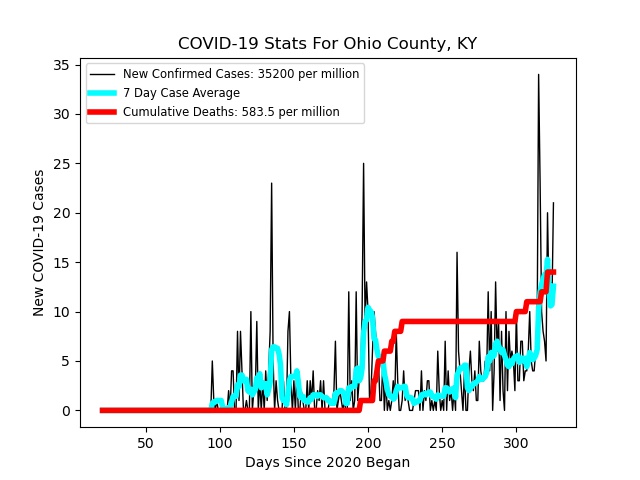 COVID-19 Stats For Ohio County, KY
New Confirmed Cases: 35200 per million
7 Day Case Average
Cumulative Deaths: 583.5 per million
New COVID-19 Cases
35
30
25
20
15
10
5
0
50 100 150 200 250 300
Days Since 2020 Began